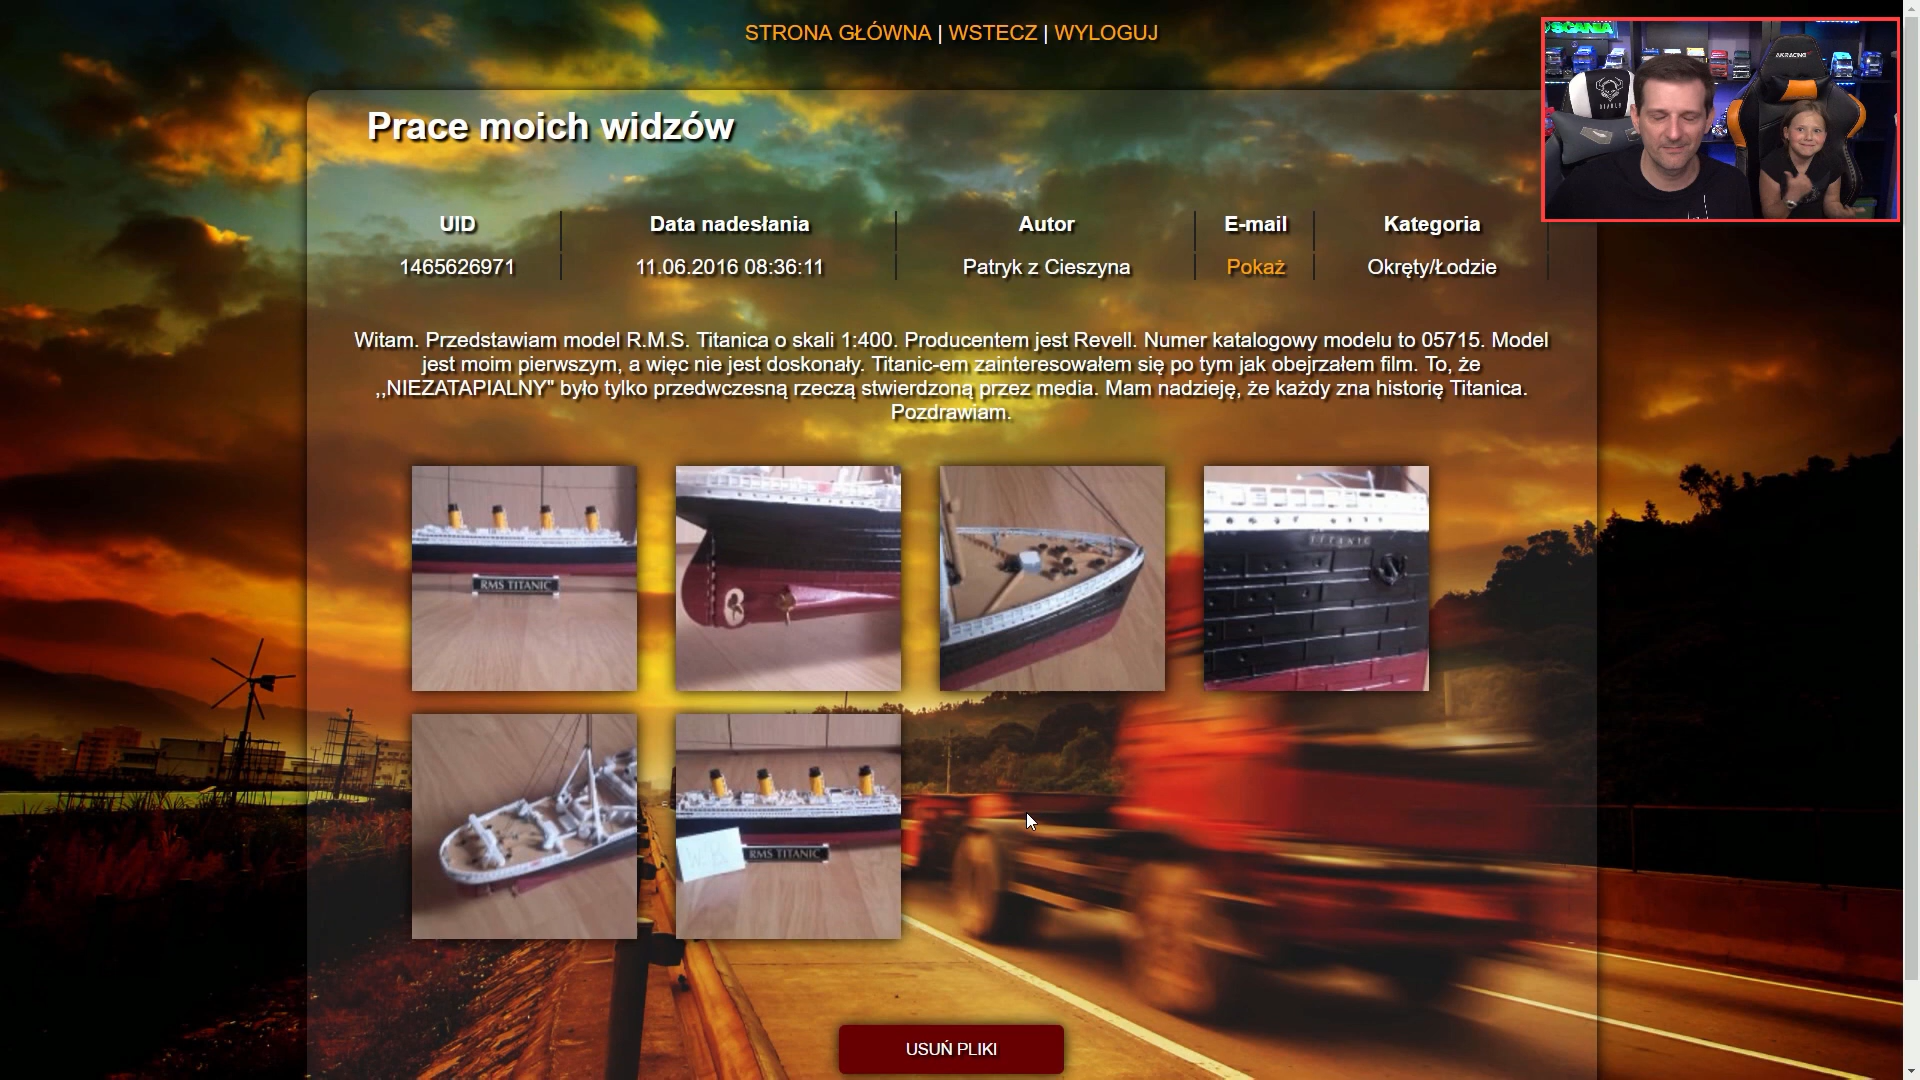 STRONA GŁÓWNA | WSTECZ | WYLOGUJ
SCANIA
AKRACING
DIABLO
Prace moich widzów
UID Data nadesłania Autor E-mail Kategoria
1465626971 11.06.2016 08:36:11 Patryk z Cieszyna Pokaż Okręty/Łodzie
Witam. Przedstawiam model R.M.S. Titanica o skali 1:400. Producentem jest Revell. Numer katalogowy modelu to 05715. Model
jest moim pierwszym, a więc nie jest doskonały. Titanic-em zainteresowałem się po tym jak obejrzałem film. To, że
,,NIEZATAPIALNY" było tylko przedwczesną rzeczą stwierdzoną przez media. Mam nadzieję, że każdy zna historię Titanica.
Pozdrawiam.
RMS TITANIC
TITANIC
RMS TITANIC
USUŃ PLIKI